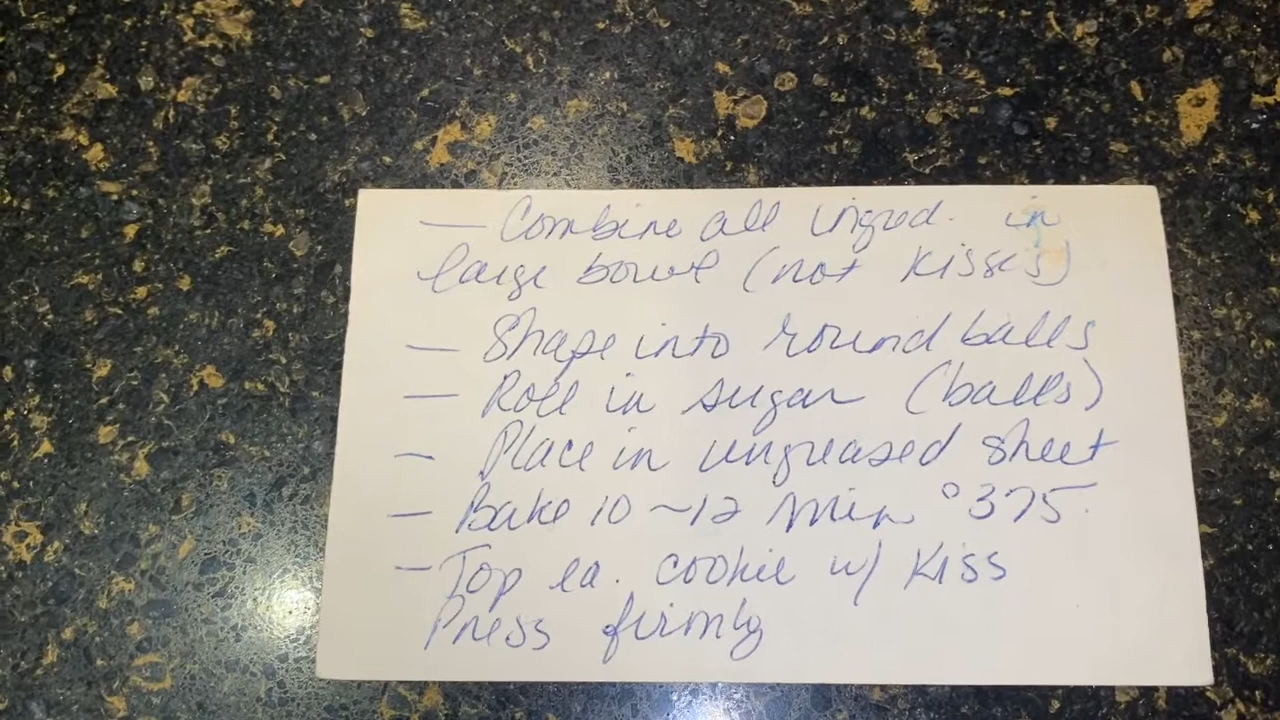 — Combine all ingred. in
large bowl (not kisses)
— Shape into round balls
— Roll in sugar (balls)
— Place in ungreased sheet
— Bake 10~12 min °375.
— Top ea. cookie w/ Kiss
Press firmly